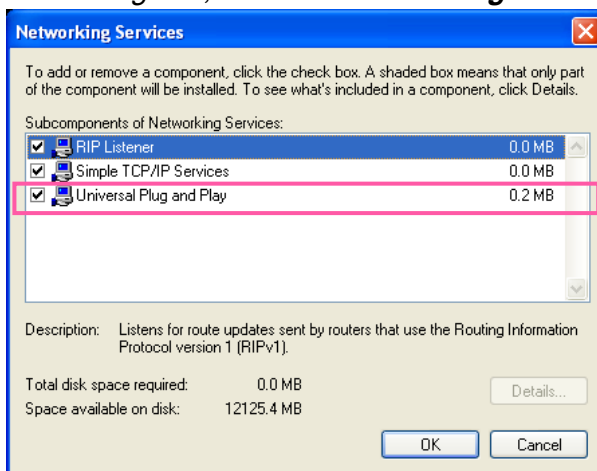 Networking Services
To add or remove a component, click the check box. A shaded box means that only part
of the component will be installed. To see what's included in a component, click Details.
Subcomponents of Networking Services:
RIP Listener 0.0 MB
Simple TCP/IP Services 0.0 MB
Universal Plug and Play 0.2 MB
Description: Listens for route updates sent by routers that use the Routing Information
Protocol version 1 (RIPv1).
Total disk space required: 0.0 MB
Details...
Space available on disk: 12125.4 MB
OK Cancel